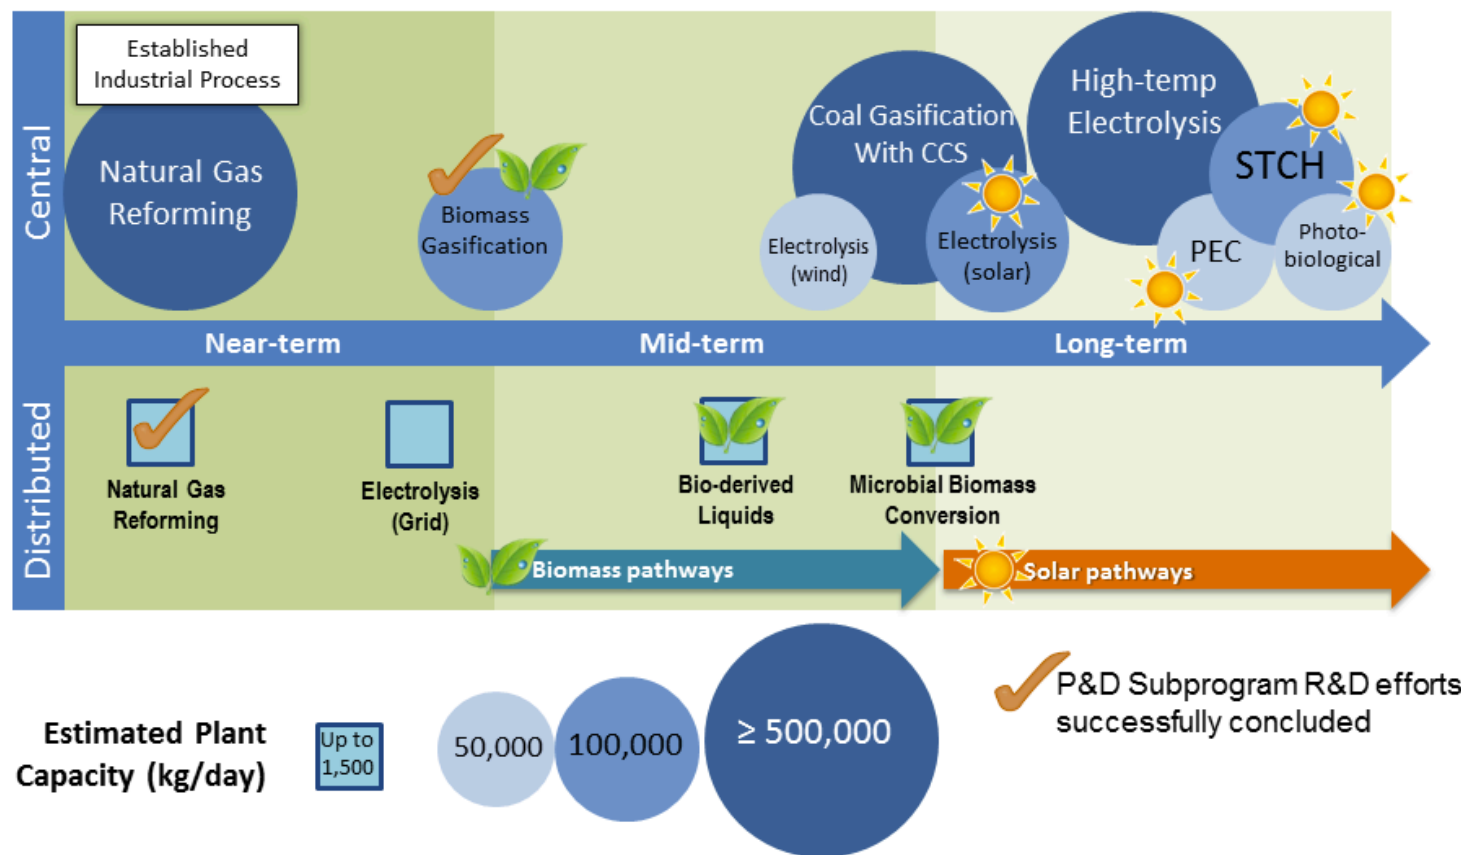 Central
Established
Industrial Process
Natural Gas
Reforming
Biomass
Gasification
Coal Gasification
With CCS
Electrolysis
(wind)
Electrolysis
(solar)
High-temp
Electrolysis
STCH
PEC
Photo-
biological
Near-term
Mid-term
Long-term
Distributed
Natural Gas
Reforming
Electrolysis
(Grid)
Bio-derived
Liquids
Microbial Biomass
Conversion
Biomass pathways
Solar pathways
Estimated Plant
Capacity (kg/day)
Up to
1,500
50,000
100,000
≥ 500,000
P&D Subprogram R&D efforts
successfully concluded